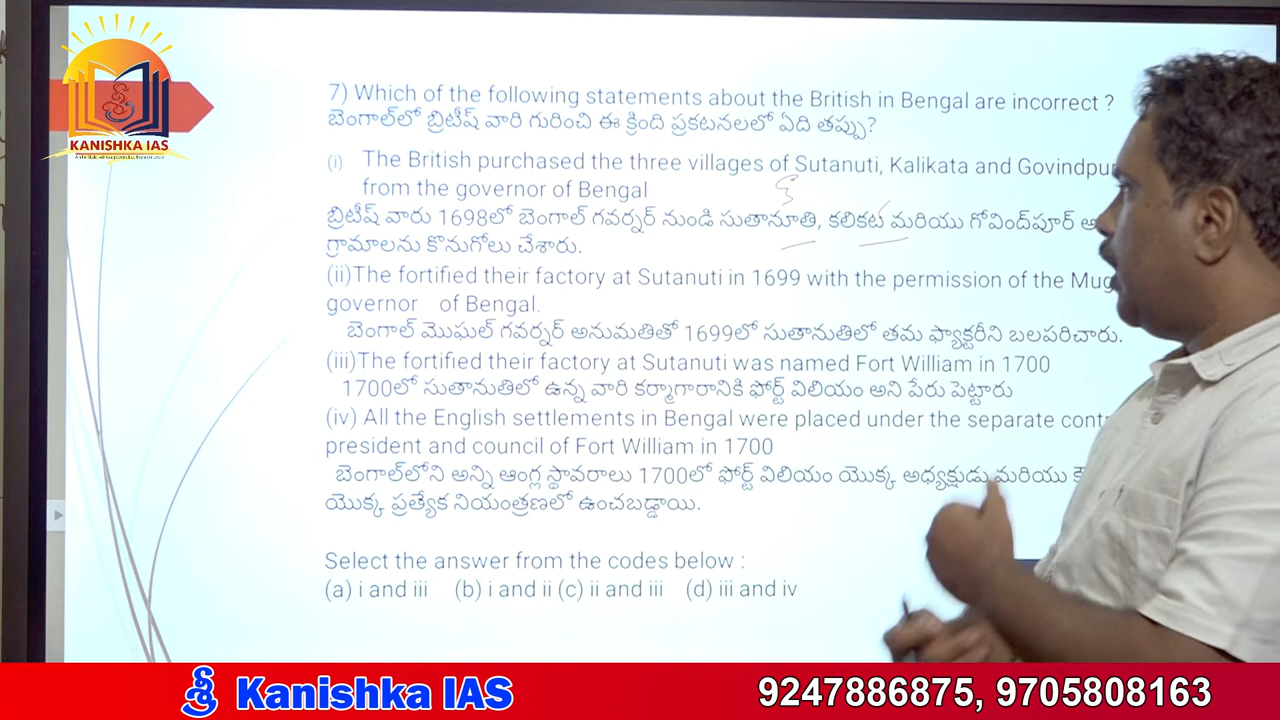 KANISHKA IAS
7) Which of the following statements about the British in Bengal are incorrect ?
బెంగాల్‌లో బ్రిటీష్ వారి గురించి ఈ క్రింది ప్రకటనలలో ఏది తప్పు?
(i) The British purchased the three villages of Sutanuti, Kalikata and Govindpur
from the governor of Bengal
బ్రిటీష్ వారు 1698లో బెంగాల్ గవర్నర్ నుండి సుతానూతి, కలికట మరియు గోవింద్‌పూర్
గ్రామాలను కొనుగోలు చేశారు.
(ii)The fortified their factory at Sutanuti in 1699 with the permission of the Mug
governor of Bengal.
బెంగాల్ మొఘల్ గవర్నర్ అనుమతితో 1699లో సుతానుతిలో తమ ఫ్యాక్టరీని బలపరిచారు.
(iii)The fortified their factory at Sutanuti was named Fort William in 1700
1700లో సుతానుతిలో ఉన్న వారి కర్మాగారానికి ఫోర్ట్ విలియం అని పేరు పెట్టారు
(iv) All the English settlements in Bengal were placed under the separate cont
president and council of Fort William in 1700
బెంగాల్‌లోని అన్ని ఆంగ్ల స్థావరాలు 1700లో ఫోర్ట్ విలియం యొక్క అధ్యక్షుడు మరియు
యొక్క ప్రత్యేక నియంత్రణలో ఉంచబడ్డాయి.
Select the answer from the codes below :
(a) i and iii (b) i and ii (c) ii and iii (d) iii and iv
శ్రీ Kanishka IAS
9247886875, 9705808163